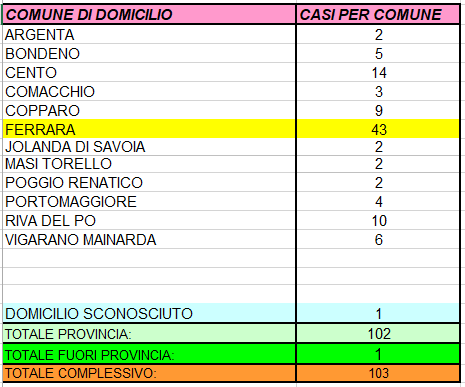 COMUNE DI DOMICILIO CASI PER COMUNE
ARGENTA 2
BONDENO 5
CENTO 14
COMACCHIO 3
COPPARO 9
FERRARA 43
JOLANDA DI SAVOIA 2
MASI TORELLO 2
POGGIO RENATICO 2
PORTOMAGGIORE 4
RIVA DEL PO 10
VIGARANO MAINARDA 6
DOMICILIO SCONOSCIUTO 1
TOTALE PROVINCIA: 102
TOTALE FUORI PROVINCIA: 1
TOTALE COMPLESSIVO: 103